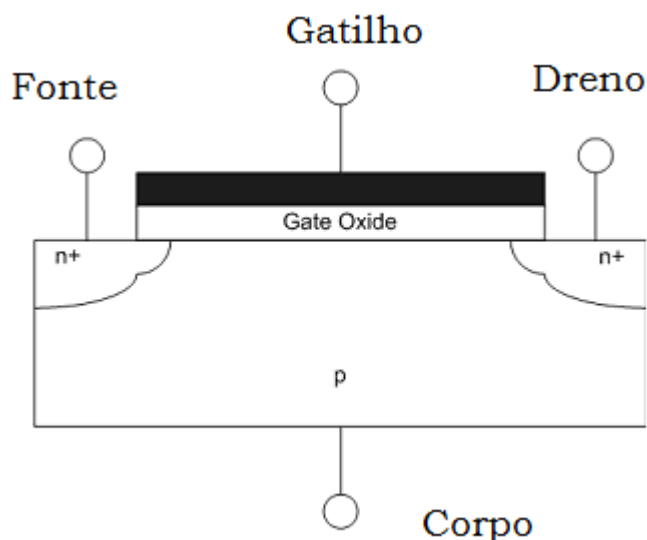 Gatilho
Fonte
Dreno
Gate Oxide
n+
n+
p
Corpo